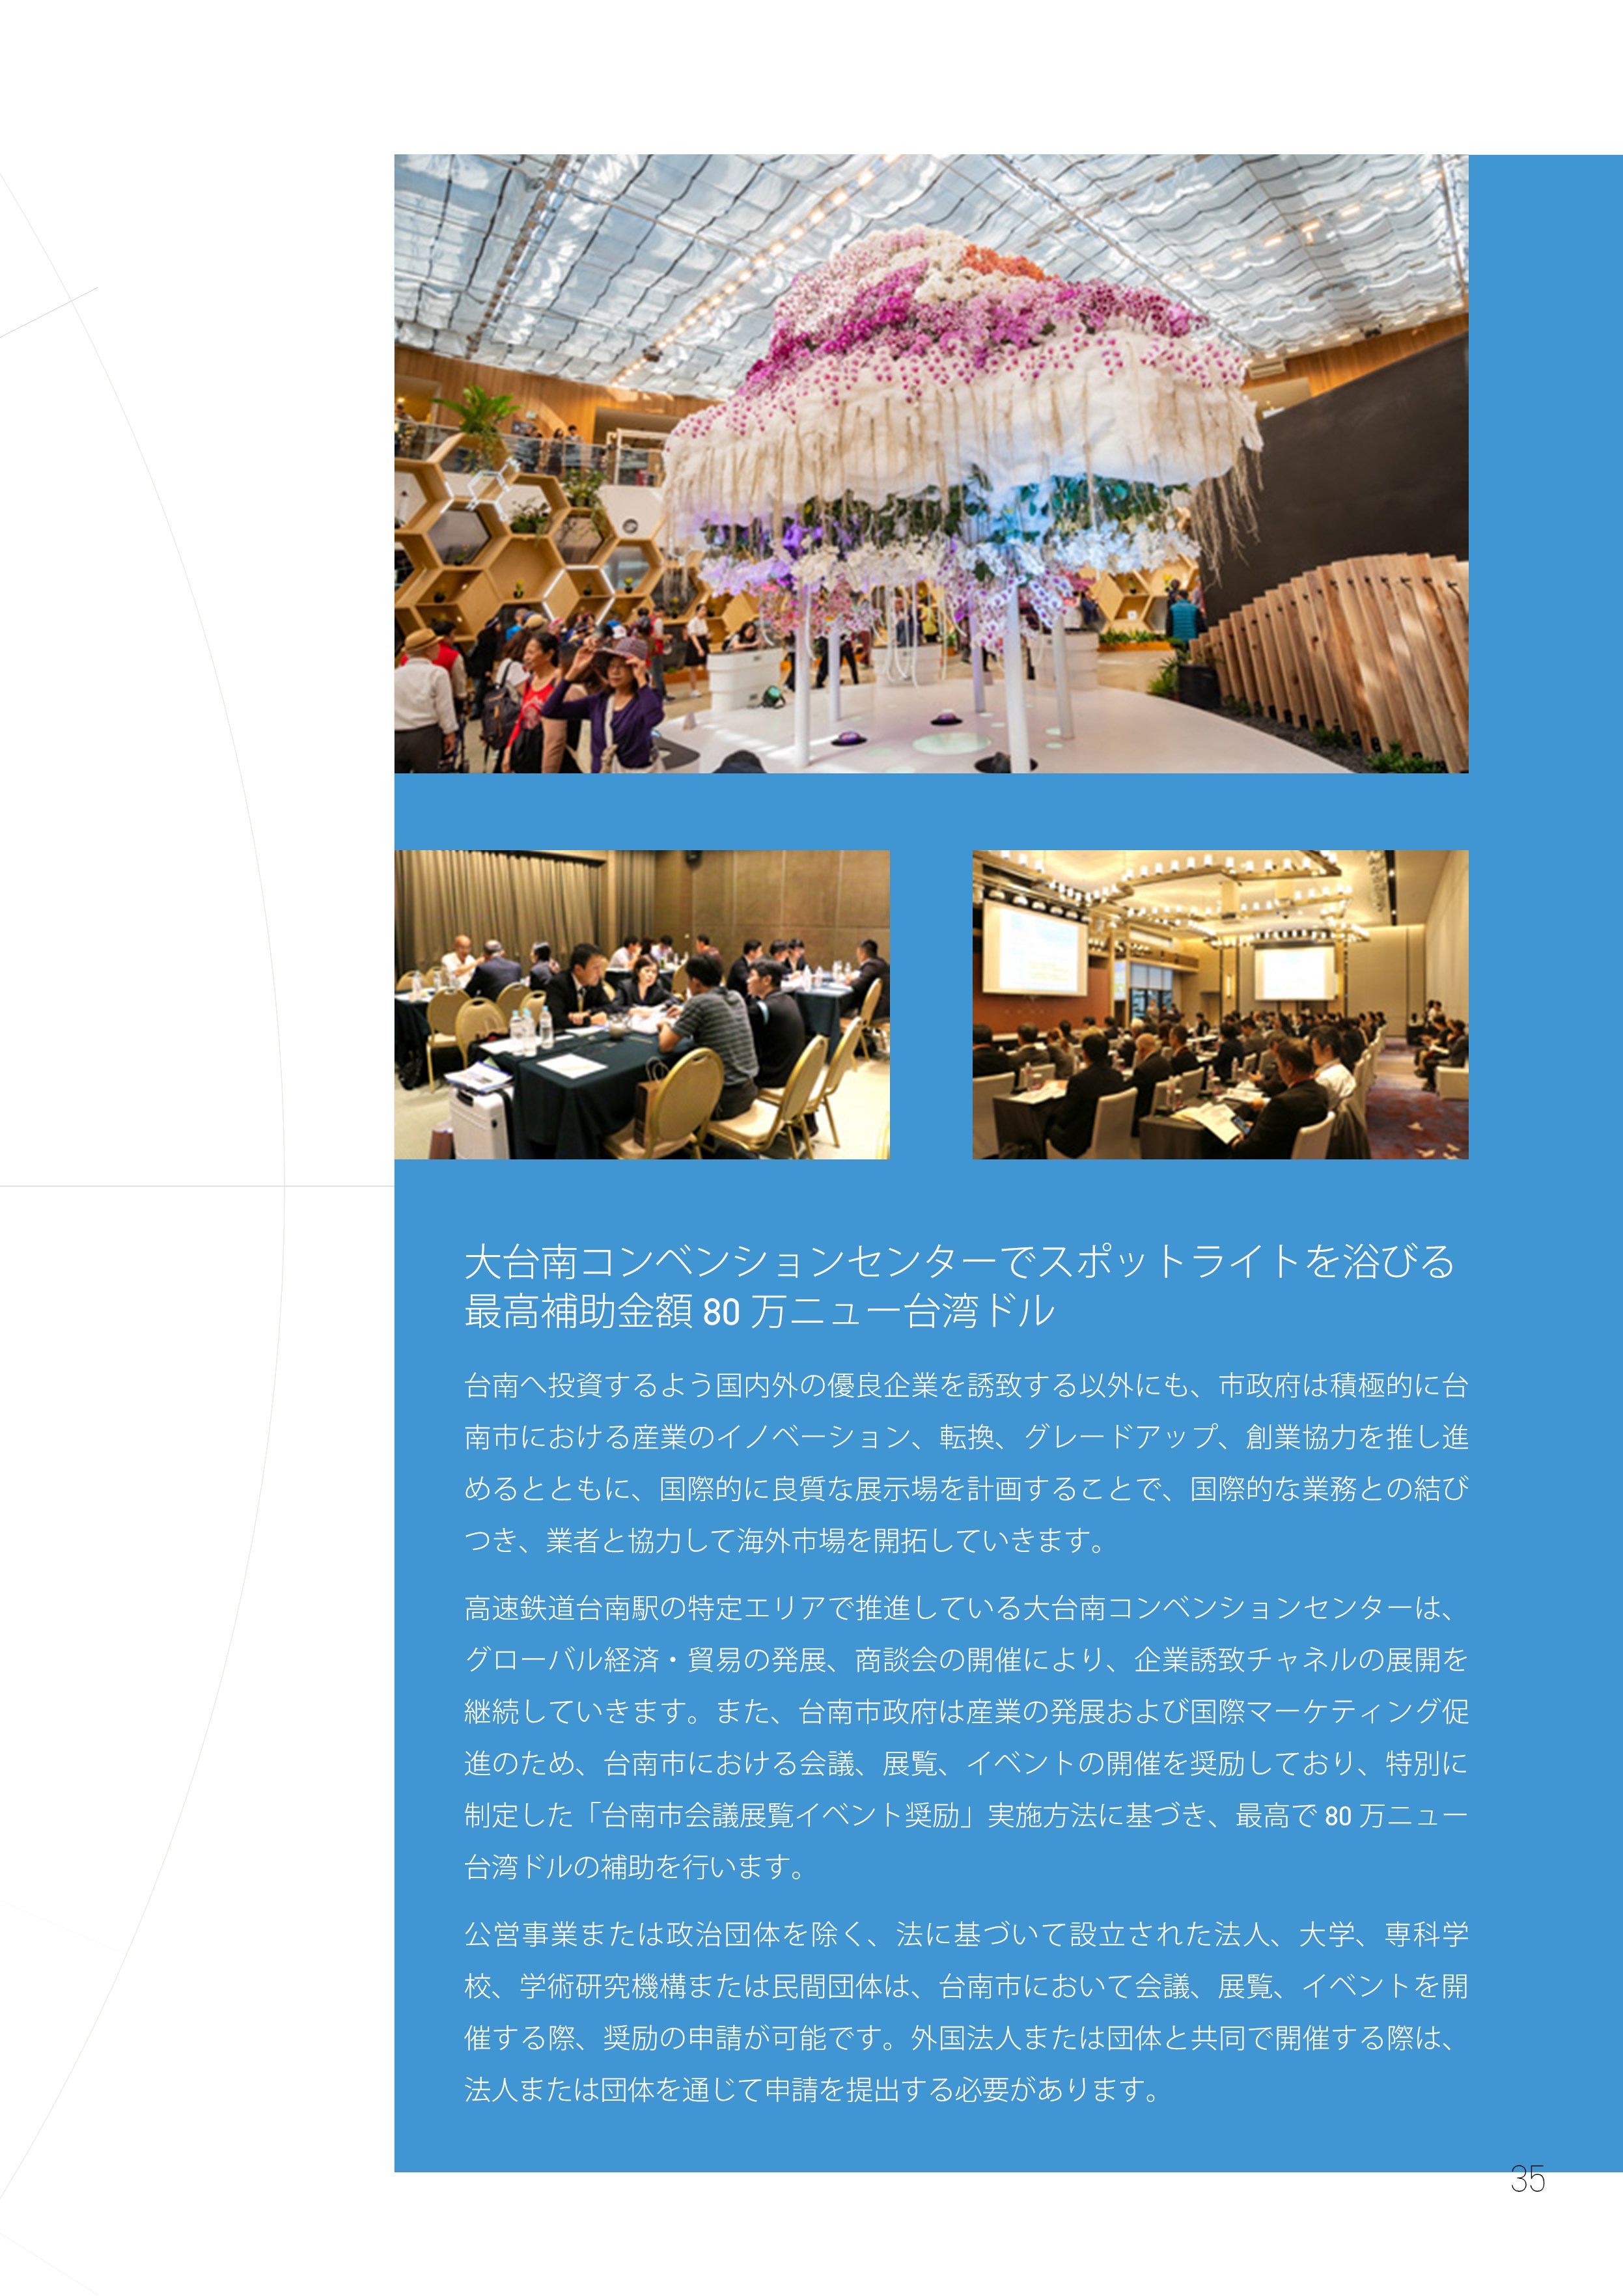 大台南コンベンションセンターでスポットライトを浴びる
最高補助金額 80 万ニュー台湾ドル
台南へ投資するよう国内外の優良企業を誘致する以外にも、市政府は積極的に台
南市における産業のイノベーション、転換、グレードアップ、創業協力を推し進
めるとともに、国際的に良質な展示場を計画することで、国際的な業務との結び
つき、業者と協力して海外市場を開拓していきます。
高速鉄道台南駅の特定エリアで推進している大台南コンベンションセンターは、
グローバル経済・貿易の発展、商談会の開催により、企業誘致チャネルの展開を
継続していきます。また、台南市政府は産業の発展および国際マーケティング促
進のため、台南市における会議、展覧、イベントの開催を奨励しており、特別に
制定した「台南市会議展覧イベント奨励」実施方法に基づき、最高で 80 万ニュー
台湾ドルの補助を行います。
公営事業または政治団体を除く、法に基づいて設立された法人、大学、専科学
校、学術研究機構または民間団体は、台南市において会議、展覧、イベントを開
催する際、奨励の申請が可能です。外国法人または団体と共同で開催する際は、
法人または団体を通じて申請を提出する必要があります。
35